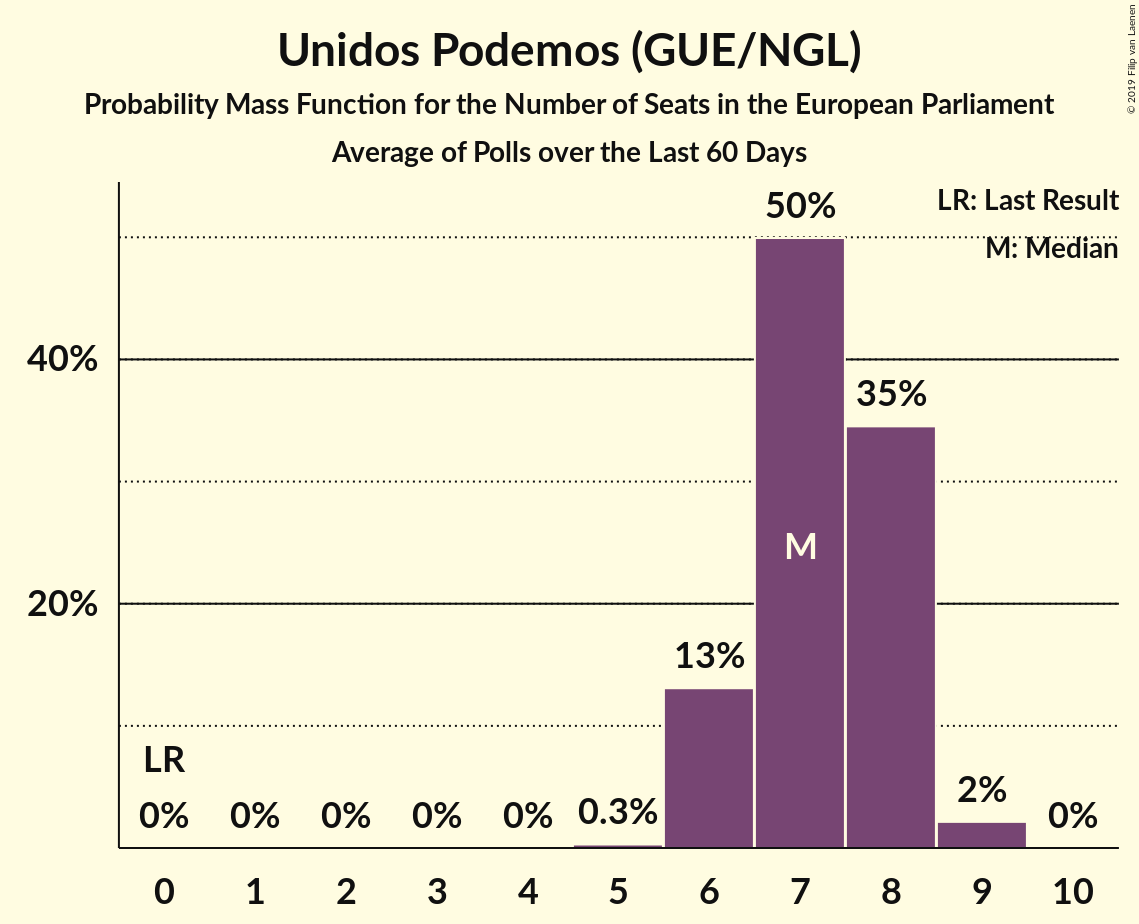 Unidos Podemos (GUE/NGL)
Probability Mass Function for the Number of Seats in the European Parliament
Average of Polls over the Last 60 Days
© 2019 Filip van Laenen
LR: Last Result
M: Median
50%
40%
35%
M
20%
13%
LR
0% 0% 0% 0% 0% 0.3% 2% 0%
0 1 2 3 4 5 6 7 8 9 10